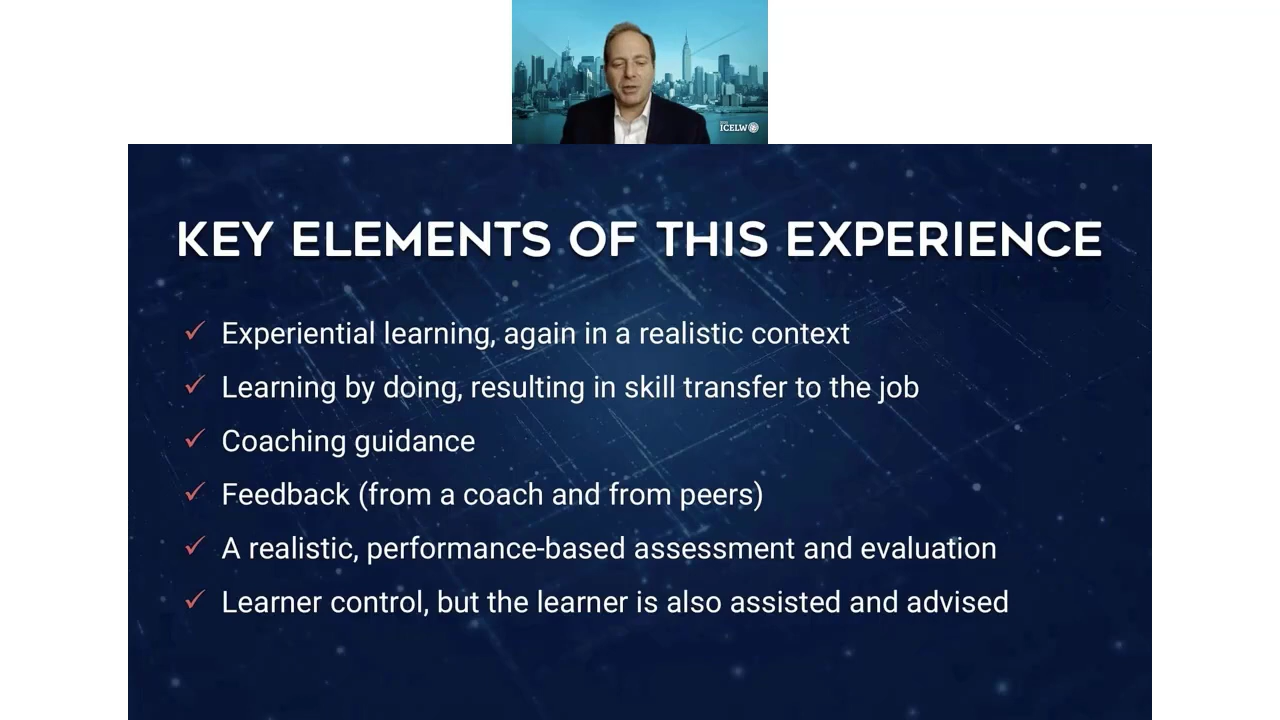 ICELW
KEY ELEMENTS OF THIS EXPERIENCE
✓ Experiential learning, again in a realistic context
✓ Learning by doing, resulting in skill transfer to the job
✓ Coaching guidance
✓ Feedback (from a coach and from peers)
✓ A realistic, performance-based assessment and evaluation
✓ Learner control, but the learner is also assisted and advised